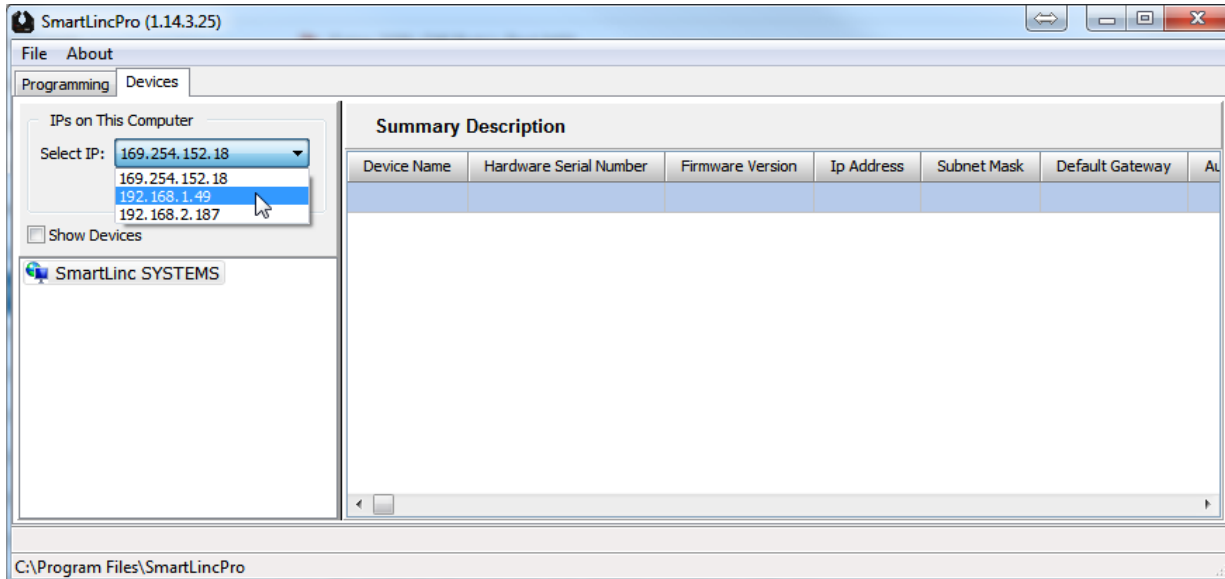 SmartLincPro (1.14.3.25)
File About
Programming Devices
IPs on This Computer
Select IP: 169.254.152.18
169.254.152.18
192.168.1.49
192.168.2.187
Show Devices
SmartLinc SYSTEMS
Summary Description
Device Name Hardware Serial Number Firmware Version Ip Address Subnet Mask Default Gateway Au
C:\Program Files\SmartLincPro